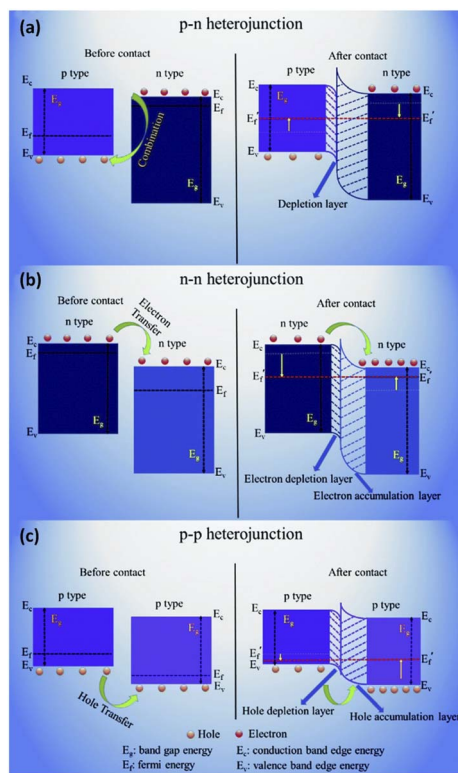 (a)
p-n heterojunction
Before contact
After contact
p type
n type
p type
n type
Ec
Ec
Ec
Ec
Eg
Ef
Ef
Ef'
Ef'
Ev
Combination
Ev
Eg
Ev
Eg
Ev
Depletion layer
(b)
n-n heterojunction
Before contact
Electron
Transfer
After contact
n type
n type
n type
n type
Ec
Ef
Ec
Ec
Ec
Ef
Ef'
Ef'
Ev
Eg
Eg
Ev
Ev
Eg
Eg
Ev
Electron depletion layer
Electron accumulation layer
(c)
p-p heterojunction
Before contact
After contact
p type
p type
p type
p type
Ec
Ec
Ec
Ec
Eg
Eg
Eg
Eg
Ef
Ev
Ef
Ev
Ef'
Ev
Ef'
Ev
Hole Transfer
Hole depletion layer
Hole accumulation layer
Hole
Electron
Eg: band gap energy
Ec: conduction band edge energy
Ef: fermi energy
Ev: valence band edge energy